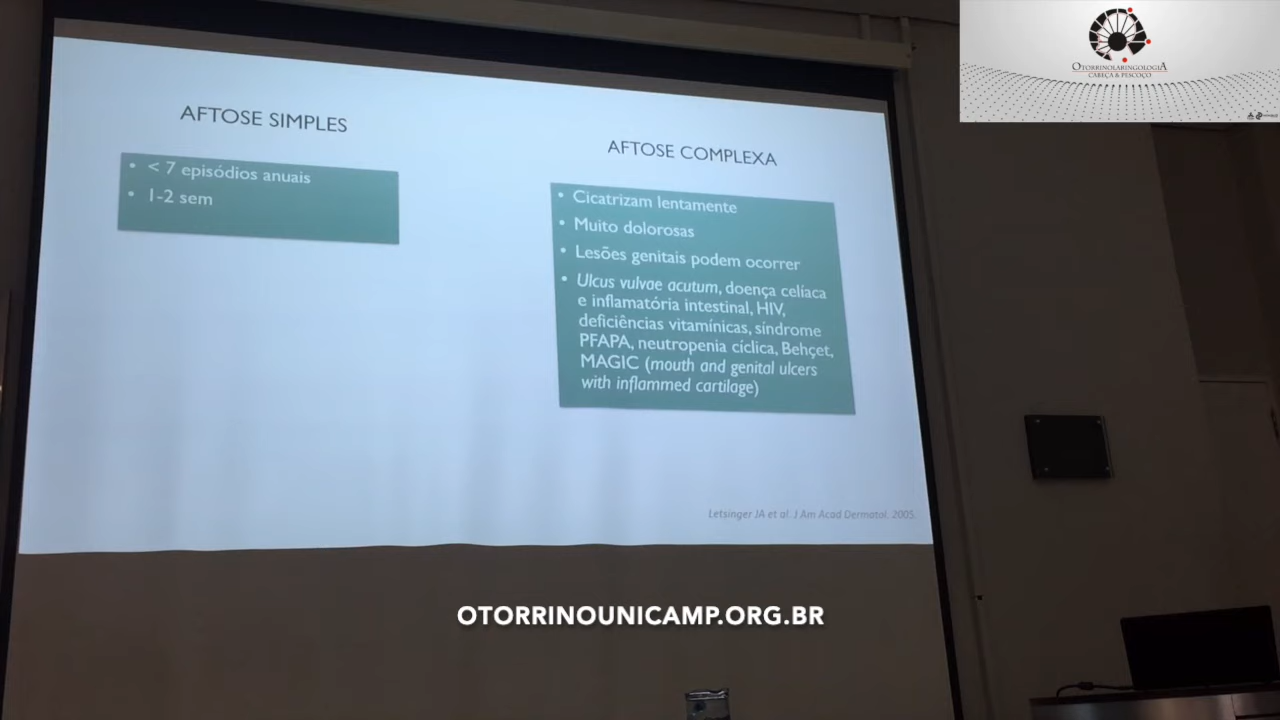 AFTOSE SIMPLES
• < 7 episódios anuais
• 1-2 sem
AFTOSE COMPLEXA
• Cicatrizam lentamente
• Muito dolorosas
• Lesões genitais podem ocorrer
• Ulcus vulvae acutum, doença celíaca
e inflamatória intestinal, HIV,
deficiências vitamínicas, síndrome
PFAPA, neutropenia cíclica, Behçet,
MAGIC (mouth and genital ulcers
with inflammed cartilage)
Letsinger JA et al. J Am Acad Dermatol. 2005.
OTORRINOLARINGOLOGIA
CABEÇA & PESCOÇO
OTORRINOUNICAMP.ORG.BR